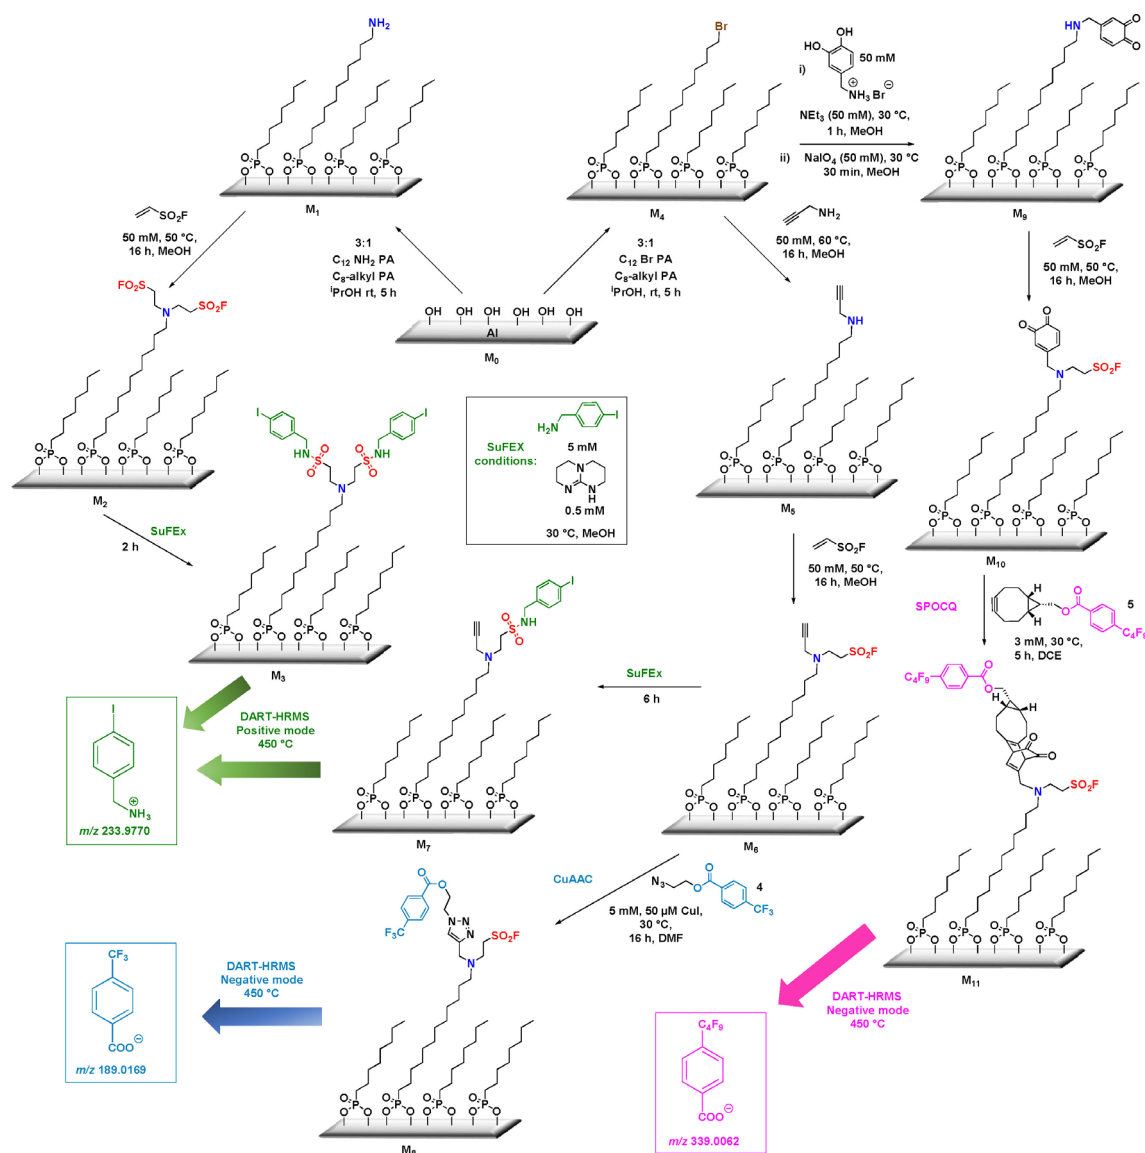 NH2
O O P O
M1
Br
O O P O
M4
HO OH
50 mM
i)
NH3 Br⊖
⊕
NEt3 (50 mM), 30 °C,
1 h, MeOH
ii) NaIO4 (50 mM), 30 °C
30 min, MeOH
HN
O
O
M9
SO2F
50 mM, 50 °C,
16 h, MeOH
3:1
C12 NH2 PA
C8-alkyl PA
iPrOH rt, 5 h
3:1
C12 Br PA
C8-alkyl PA
iPrOH, rt, 5 h
NH2
50 mM, 60 °C,
16 h, MeOH
SO2F
50 mM, 50 °C,
16 h, MeOH
OH OH OH OH OH OH
Al
M0
FO2S
SO2F
N
M2
SuFEx
2 h
I
I
NH
NH
O S O
O S O
N
M3
H2N
I
SuFEX
conditions:
5 mM
N
N N
H
0.5 mM
30 °C, MeOH
NH
M5
SO2F
50 mM, 50 °C,
16 h, MeOH
O
O
N
SO2F
M10
SPOCQ
H
H
O
O
5
C4F9
3 mM, 30 °C,
5 h, DCE
I
NH
O S O
N
M7
SuFEx
6 h
N
SO2F
M6
C4F9
O
O
H
H
O
O
N
SO2F
M11
DART-HRMS
Positive mode
450 °C
I
⊕
NH3
m/z 233.9770
CuAAC
N3
O
O
4
CF3
5 mM, 50 µM CuI,
30 °C,
16 h, DMF
O
O
F3C
N N N
N
SO2F
M8
DART-HRMS
Negative mode
450 °C
CF3
COO⊖
m/z 189.0169
DART-HRMS
Negative mode
450 °C
C4F9
COO⊖
m/z 339.0062